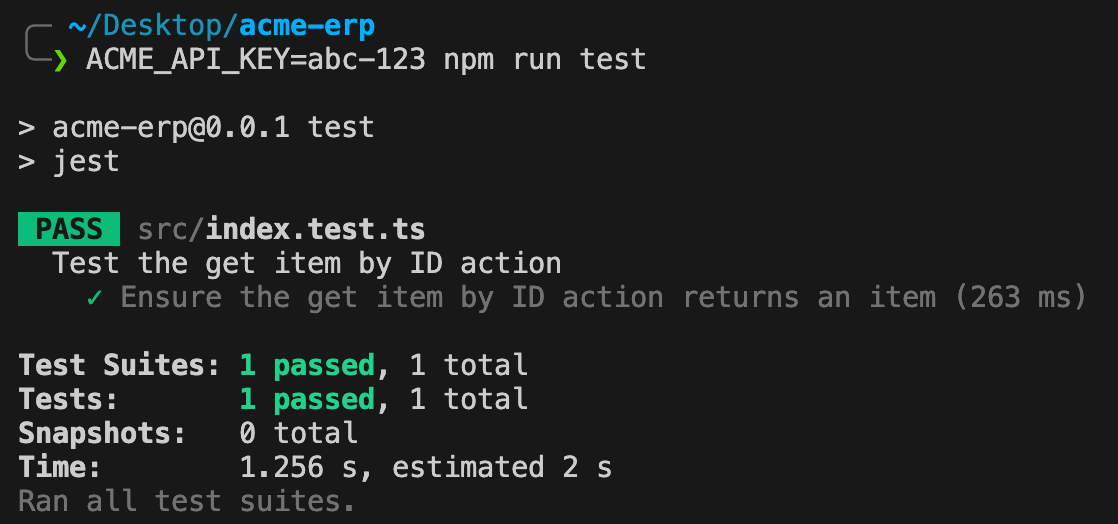 ~/Desktop/acme-erp
❯ ACME_API_KEY=abc-123 npm run test
> acme-erp@0.0.1 test
> jest
PASS src/index.test.ts
Test the get item by ID action
✓ Ensure the get item by ID action returns an item (263 ms)
Test Suites: 1 passed, 1 total
Tests: 1 passed, 1 total
Snapshots: 0 total
Time: 1.256 s, estimated 2 s
Ran all test suites.